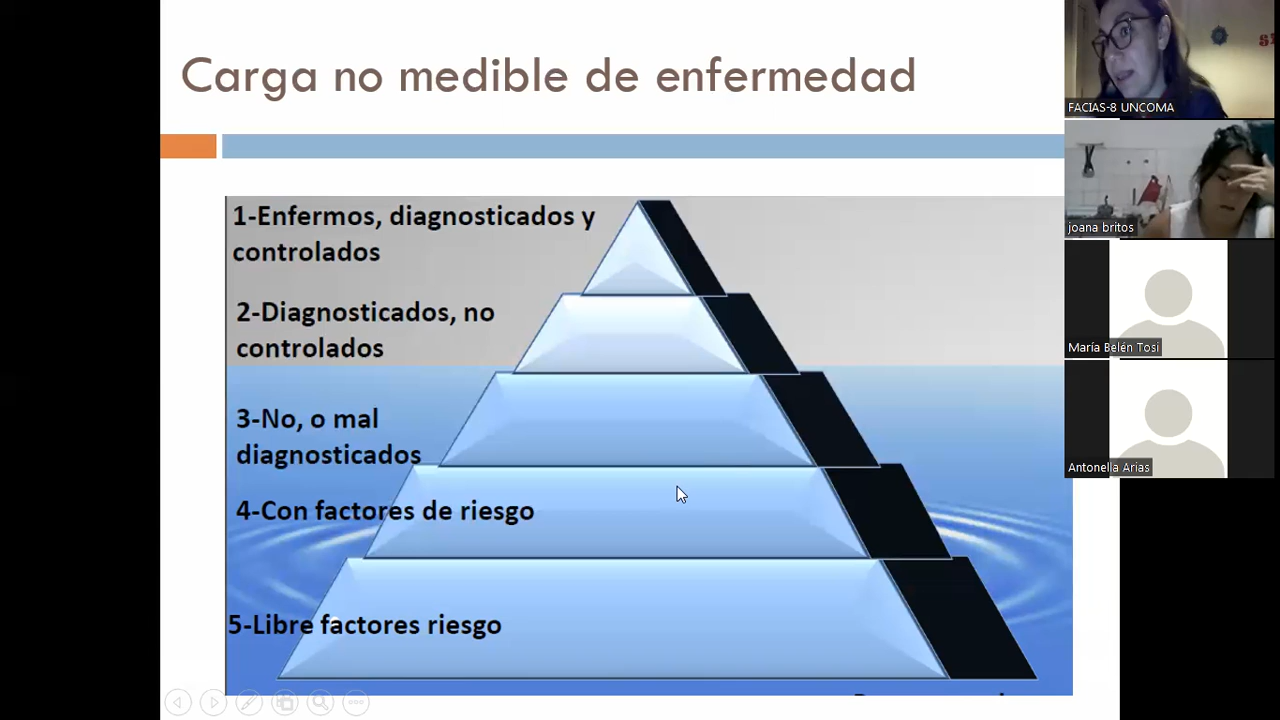 Carga no medible de enfermedad
1-Enfermos, diagnosticados y
controlados
2-Diagnosticados, no
controlados
3-No, o mal
diagnosticados
4-Con factores de riesgo
5-Libre factores riesgo
FACIAS-8 UNCOMA
joana britos
María Belén Tosi
Antonella Arias